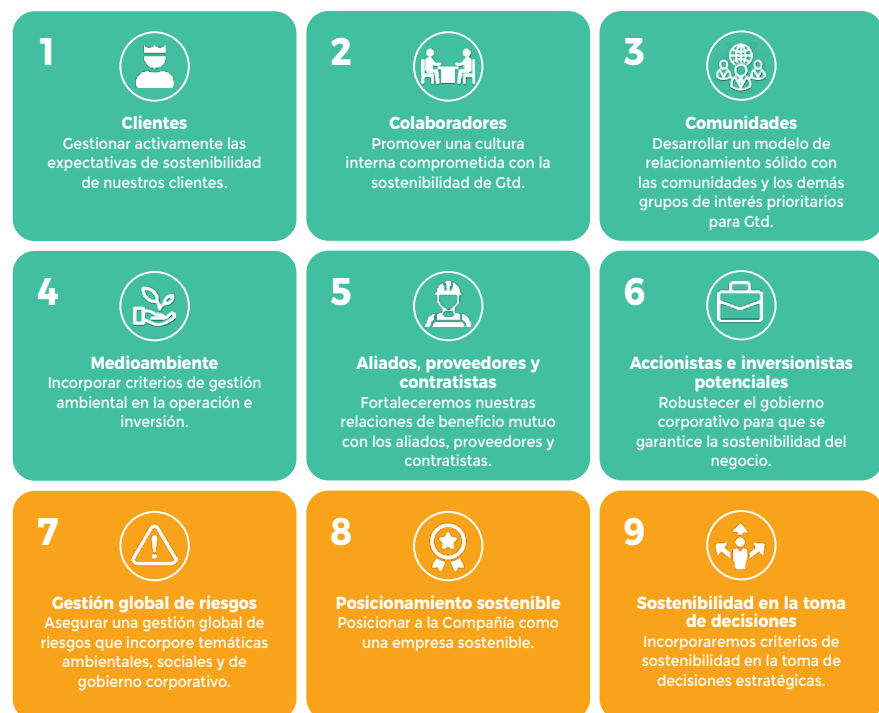 1
Clientes
Gestionar activamente las
expectativas de sostenibilidad
de nuestros clientes.
2
Colaboradores
Promover una cultura
interna comprometida con la
sostenibilidad de Gtd.
3
Comunidades
Desarrollar un modelo de
relacionamiento sólido con
las comunidades y los demás
grupos de interés prioritarios
para Gtd.
4
Medioambiente
Incorporar criterios de gestión
ambiental en la operación e
inversión.
5
Aliados, proveedores y
contratistas
Fortaleceremos nuestras
relaciones de beneficio mutuo
con los aliados, proveedores y
contratistas.
6
Accionistas e inversionistas
potenciales
Robustecer el gobierno
corporativo para que se
garantice la sostenibilidad del
negocio.
7
Gestión global de riesgos
Asegurar una gestión global de
riesgos que incorpore temáticas
ambientales, sociales y de
gobierno corporativo.
8
Posicionamiento sostenible
Posicionar a la Compañía como
una empresa sostenible.
9
Sostenibilidad en la toma
de decisiones
Incorporaremos criterios de
sostenibilidad en la toma de
decisiones estratégicas.